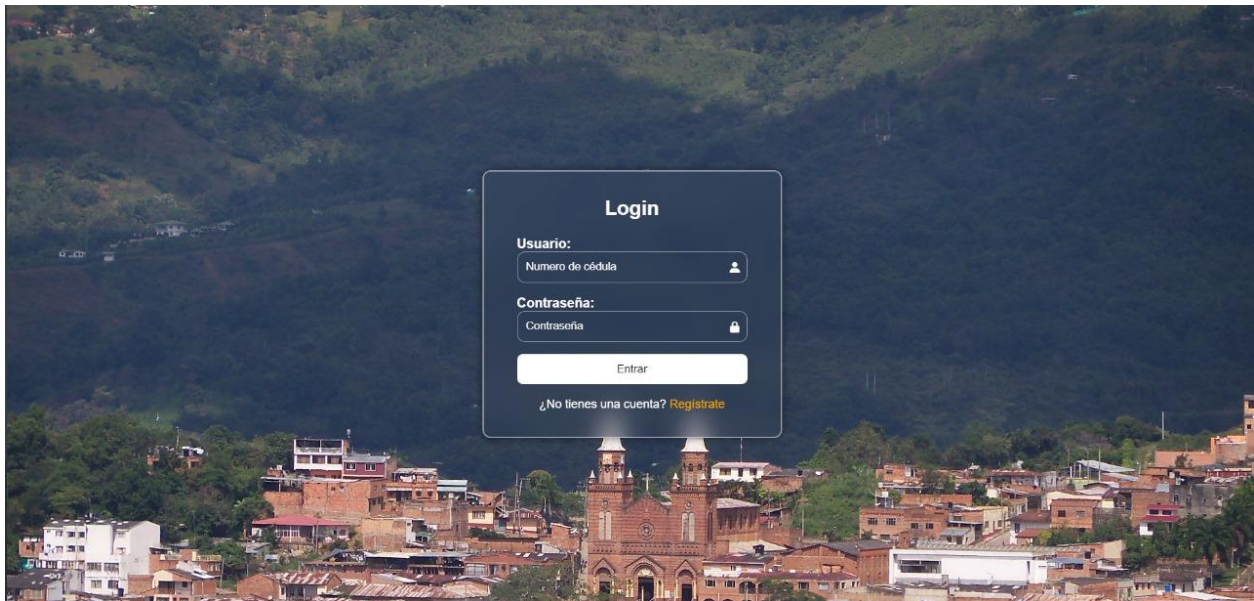 Login
Usuario:
Numero de cédula
Contraseña:
Contraseña
Entrar
¿No tienes una cuenta? Regístrate